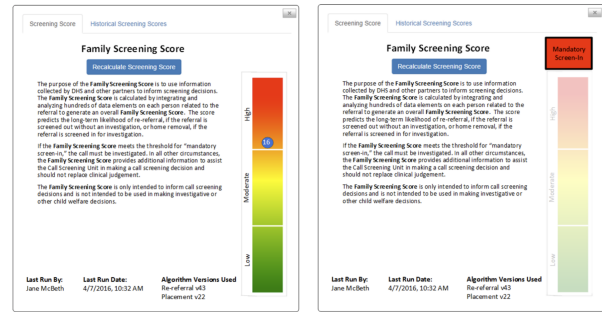 ×
Screening Score
Historical Screening Scores
Family Screening Score
Recalculate Screening Score
The purpose of the Family Screening Score is to use information
collected by DHS and other partners to inform screening decisions.
The Family Screening Score is calculated by integrating and
analyzing hundreds of data elements on each person related to the
referral to generate an overall Family Screening Score. The score
predicts the long-term likelihood of re-referral, if the referral is
screened out without an investigation, or home removal, if the
referral is screened in for investigation.
If the Family Screening Score meets the threshold for "mandatory
screen-in," the call must be investigated. In all other circumstances,
the Family Screening Score provides additional information to assist
the Call Screening Unit in making a call screening decision and
should not replace clinical judgement.
The Family Screening Score is only intended to inform call screening
decisions and is not intended to be used in making investigative or
other child welfare decisions.
High
16
Moderate
Low
Last Run By:
Jane McBeth
Last Run Date:
4/7/2016, 10:32 AM
Algorithm Versions Used
Re-referral v43
Placement v22
×
Screening Score
Historical Screening Scores
Mandatory
Screen-In
Family Screening Score
Recalculate Screening Score
The purpose of the Family Screening Score is to use information
collected by DHS and other partners to inform screening decisions.
The Family Screening Score is calculated by integrating and
analyzing hundreds of data elements on each person related to the
referral to generate an overall Family Screening Score. The score
predicts the long-term likelihood of re-referral, if the referral is
screened out without an investigation, or home removal, if the
referral is screened in for investigation.
If the Family Screening Score meets the threshold for "mandatory
screen-in," the call must be investigated. In all other circumstances,
the Family Screening Score provides additional information to assist
the Call Screening Unit in making a call screening decision and
should not replace clinical judgement.
The Family Screening Score is only intended to inform call screening
decisions and is not intended to be used in making investigative or
other child welfare decisions.
High
Moderate
Low
Last Run By:
Jane McBeth
Last Run Date:
4/7/2016, 10:32 AM
Algorithm Versions Used
Re-referral v43
Placement v22